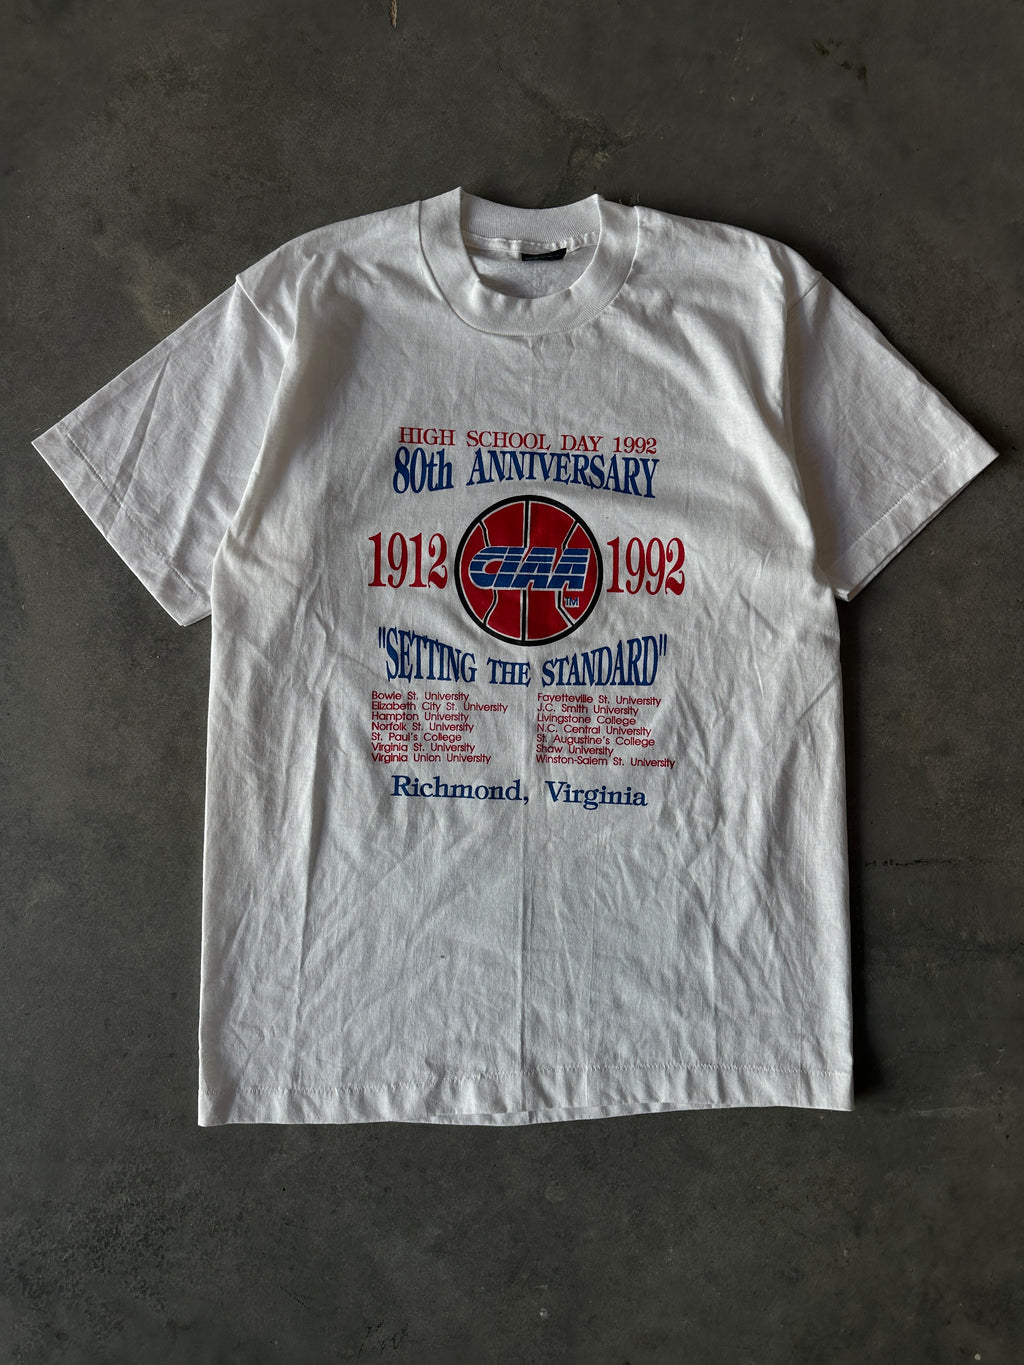 HIGH SCHOOL DAY 1992
80th ANNIVERSARY
1912 CIAA 1992
TM
"SETTING THE STANDARD"
Bowie St. University
Elizabeth City St. University
Hampton University
Norfolk St. University
St. Paul's College
Virginia St. University
Virginia Union University
Fayetteville St. University
J.C. Smith University
Livingstone College
N.C. Central University
St. Augustine's College
Shaw University
Winston-Salem St. University
Richmond, Virginia